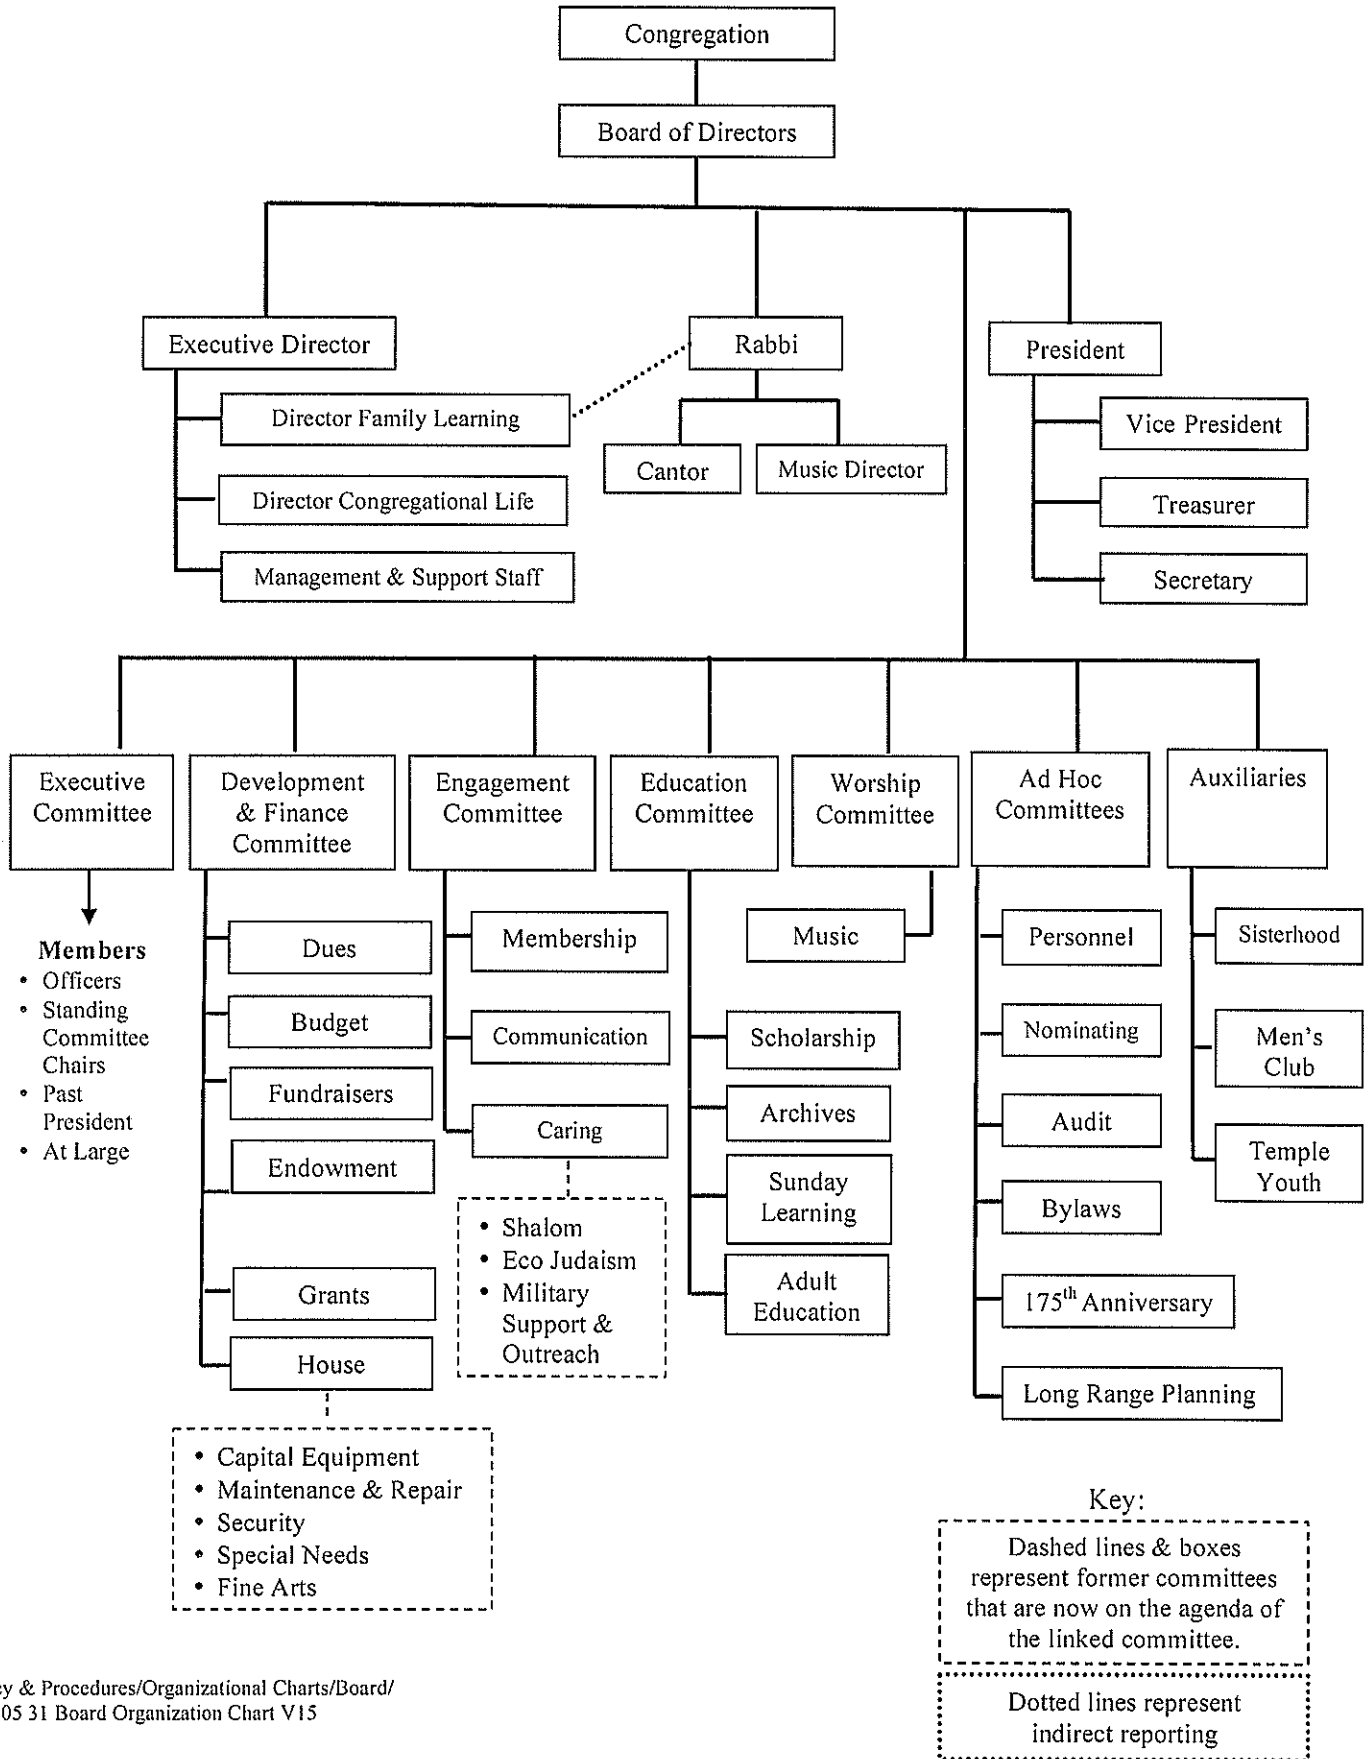 Congregation
Board of Directors
Executive Director
Rabbi
President
Director Family Learning
Director Congregational Life
Management & Support Staff
Cantor
Music Director
Vice President
Treasurer
Secretary
Executive
Committee
Development
& Finance
Committee
Engagement
Committee
Education
Committee
Worship
Committee
Ad Hoc
Committees
Auxiliaries
Members
• Officers
• Standing
Committee
Chairs
• Past
President
• At Large
Dues
Budget
Fundraisers
Endowment
Grants
House
• Capital Equipment
• Maintenance & Repair
• Security
• Special Needs
• Fine Arts
Membership
Communication
Caring
• Shalom
• Eco Judaism
• Military
Support &
Outreach
Scholarship
Archives
Sunday
Learning
Adult
Education
Music
Personnel
Nominating
Audit
Bylaws
175th Anniversary
Long Range Planning
Sisterhood
Men's
Club
Temple
Youth
Key:
Dashed lines & boxes
represent former committees
that are now on the agenda of
the linked committee.
Dotted lines represent
indirect reporting
& Procedures/Organizational Charts/Board/
05 31 Board Organization Chart V15